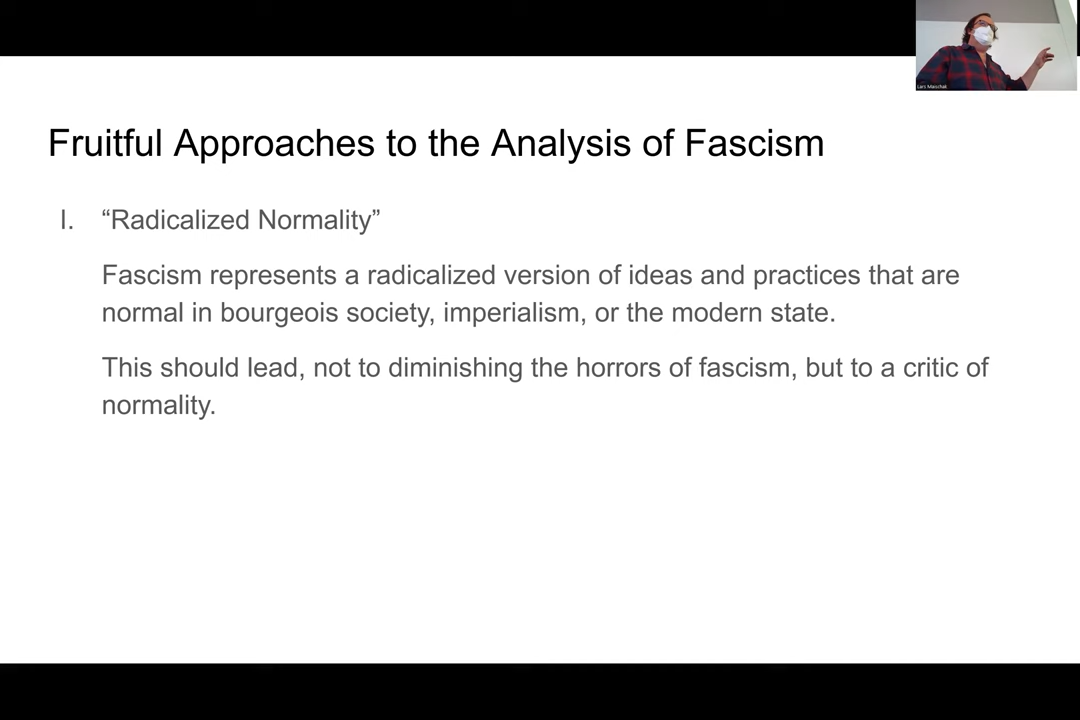 Lars Maischak
Fruitful Approaches to the Analysis of Fascism
I. “Radicalized Normality”
Fascism represents a radicalized version of ideas and practices that are
normal in bourgeois society, imperialism, or the modern state.
This should lead, not to diminishing the horrors of fascism, but to a critic of
normality.